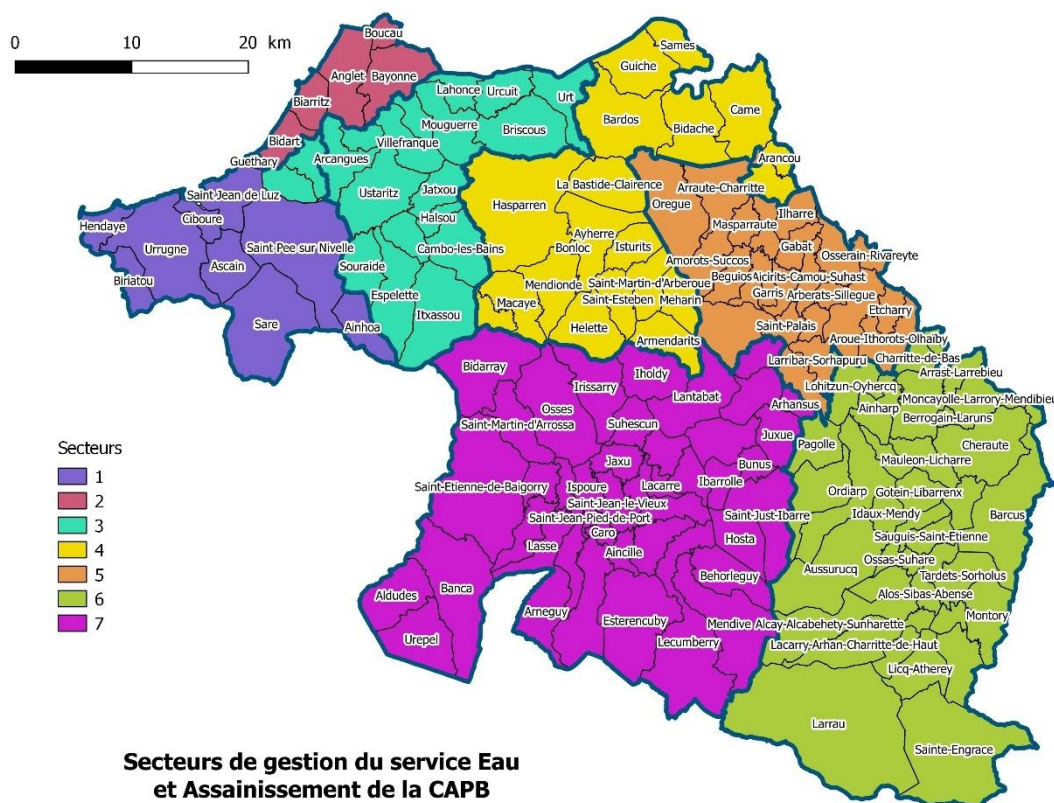 0 10 20 km
Boucau
Sames
Guiche
Anglet
Bayonne
Lahonce
Urcuit
Urt
Came
Biarritz
Bardos
Bidache
Mouguerre
Briscous
Villefranque
Bidart
Arcangues
Guethary
Arancou
La Bastide-Clairence
Arraute-Charritte
Saint-Jean de Luz
Ustaritz
Jatxou
Hasparren
Oregue
Ilharre
Hendaye
Ciboure
Halsou
Masparraute
Urrugne
Saint-Pee sur Nivelle
Cambo-les-Bains
Ayherre
Bonloc
Isturits
Gabat
Osserain-Rivareyte
Ascain
Souraide
Amorots-Succos
Biriatou
Mendionde
Saint-Martin-d'Arberoue
Beguios
Aicirits-Camou-Suhast
Espelette
Saint-Esteben
Meharin
Garris
Arberats-Sillegue
Macaye
Etcharry
Sare
Ainhoa
Itxassou
Helette
Saint-Palais
Armendarits
Aroue-Ithorots-Olhaïby
Bidarray
Iholdy
Larribar-Sorhapuru
Charritte-de-Bas
Irissarry
Lantabat
Lohitzun-Oyhercq
Arrast-Larrebieu
Osses
Arhansus
Ainharp
Moncayolle-Larrory-Mendibieu
Saint-Martin-d'Arrossa
Suhescun
Berrogain-Laruns
Juxue
Pagolle
Cheraute
Secteurs
Jaxu
Bunus
Mauleon-Licharre
1
Saint-Etienne-de-Baigorry
Ispoure
Lacarre
Ibarrolle
2
Saint-Jean-le-Vieux
Ordiarp
Gotein-Libarrenx
3
Saint-Jean-Pied-de-Port
Saint-Just-Ibarre
Idaux-Mendy
Barcus
4
Caro
Hosta
Sauguis-Saint-Etienne
5
Lasse
Aincille
Aussurucq
Ossas-Suhare
6
Behorleguy
Tardets-Sorholus
7
Aldudes
Banca
Alos-Sibas-Abense
Arneguy
Esterencuby
Mendive
Alcay-Alcabehety-Sunharette
Montory
Urepel
Lecumberry
Lacarry-Arhan-Charritte-de-Haut
Licq-Atherey
Larrau
Sainte-Engrace
Secteurs de gestion du service Eau
et Assainissement de la CAPB